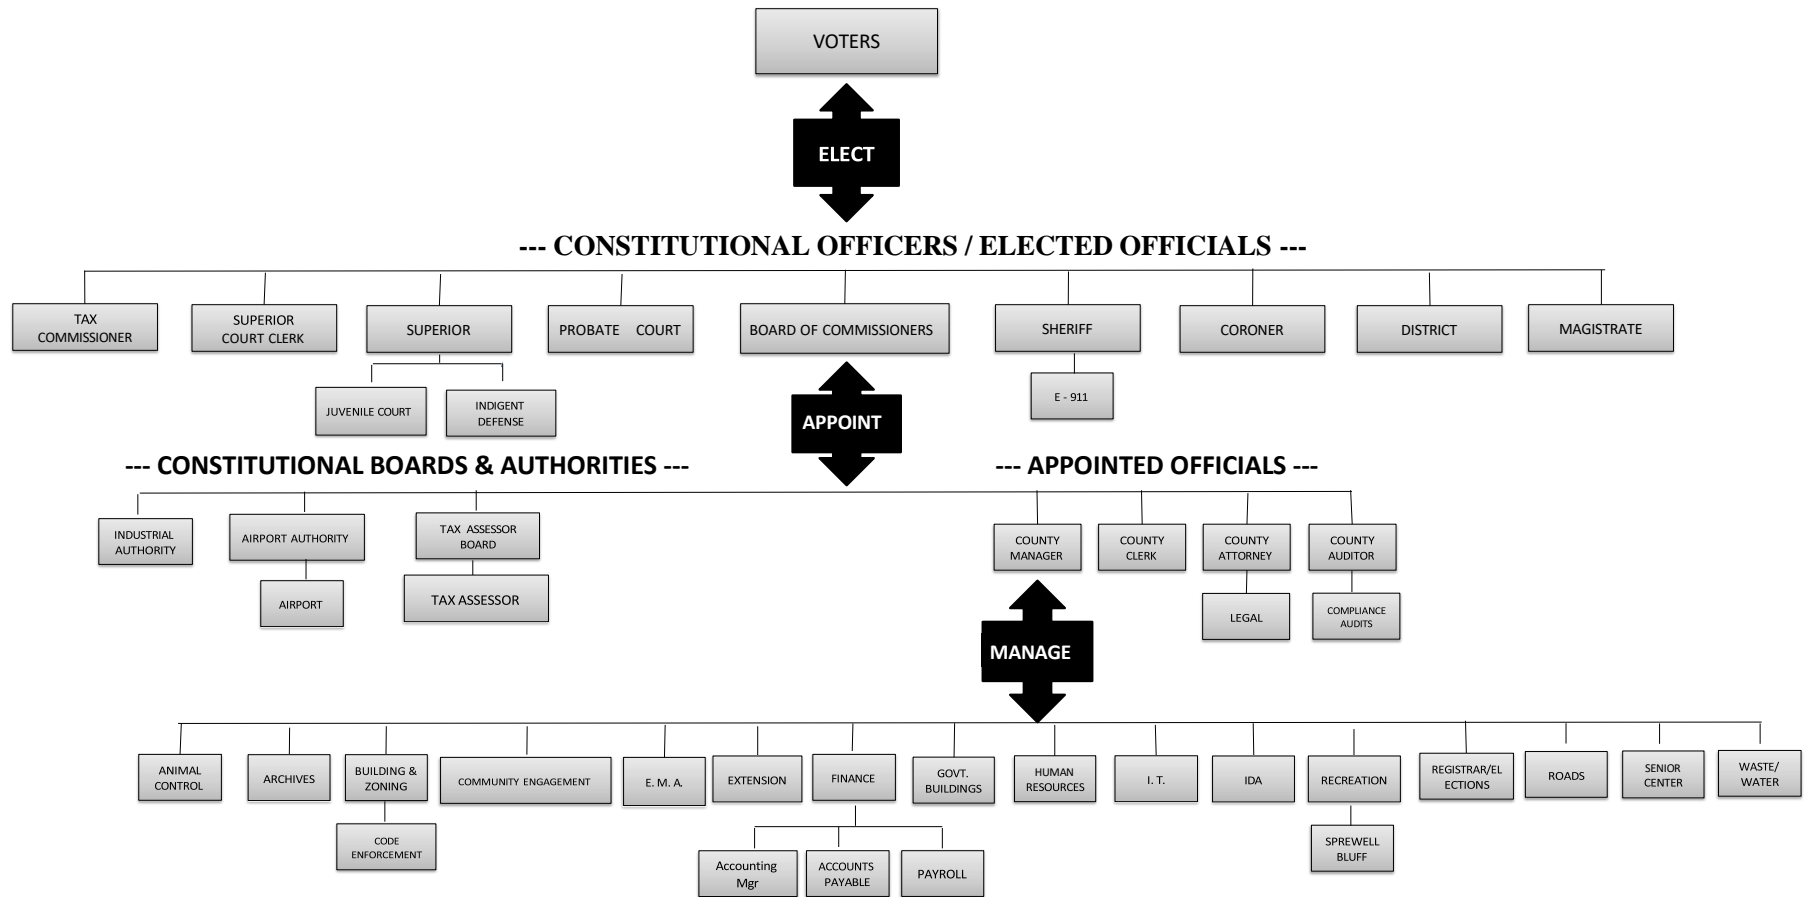 VOTERS
ELECT
--- CONSTITUTIONAL OFFICERS / ELECTED OFFICIALS ---
TAX
COMMISSIONER
SUPERIOR
COURT CLERK
SUPERIOR
PROBATE COURT
BOARD OF COMMISSIONERS
SHERIFF
CORONER
DISTRICT
MAGISTRATE
JUVENILE COURT
INDIGENT
DEFENSE
E - 911
APPOINT
--- CONSTITUTIONAL BOARDS & AUTHORITIES ---
--- APPOINTED OFFICIALS ---
INDUSTRIAL
AUTHORITY
AIRPORT AUTHORITY
TAX ASSESSOR
BOARD
COUNTY
MANAGER
COUNTY
CLERK
COUNTY
ATTORNEY
COUNTY
AUDITOR
AIRPORT
TAX ASSESSOR
LEGAL
COMPLIANCE
AUDITS
MANAGE
ANIMAL
CONTROL
ARCHIVES
BUILDING &
ZONING
COMMUNITY ENGAGEMENT
E. M. A.
EXTENSION
FINANCE
GOVT.
BUILDINGS
HUMAN
RESOURCES
I. T.
IDA
RECREATION
REGISTRAR/EL
ECTIONS
ROADS
SENIOR
CENTER
WASTE/
WATER
CODE
ENFORCEMENT
Accounting
Mgr
ACCOUNTS
PAYABLE
PAYROLL
SPREWELL
BLUFF